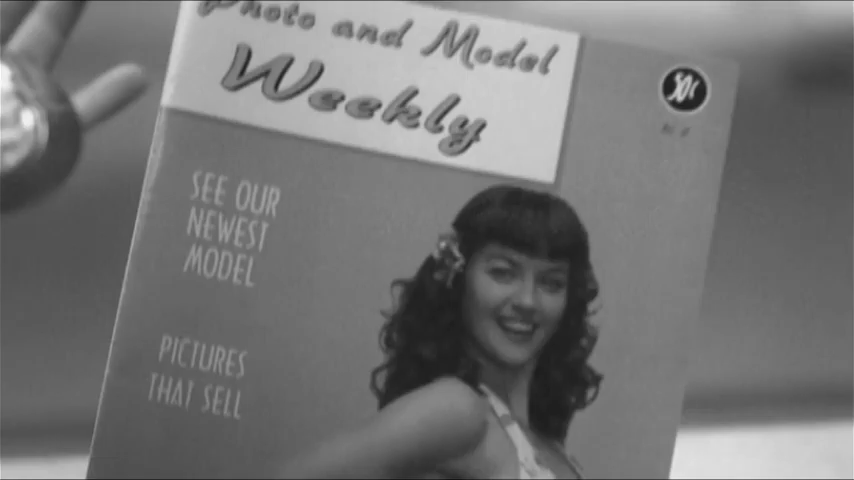 Photo and Model
Weekly
50¢
SEE OUR
NEWEST
MODEL
PICTURES
THAT SELL